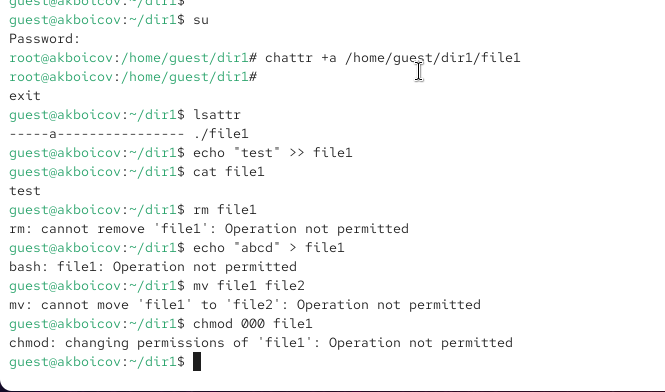 guest@akboicov:~/dir1$
guest@akboicov:~/dir1$ su
Password:
root@akboicov:/home/guest/dir1# chattr +a /home/guest/dir1/file1
root@akboicov:/home/guest/dir1#
exit
guest@akboicov:~/dir1$ lsattr
-----a---------------- ./file1
guest@akboicov:~/dir1$ echo "test" >> file1
guest@akboicov:~/dir1$ cat file1
test
guest@akboicov:~/dir1$ rm file1
rm: cannot remove 'file1': Operation not permitted
guest@akboicov:~/dir1$ echo "abcd" > file1
bash: file1: Operation not permitted
guest@akboicov:~/dir1$ mv file1 file2
mv: cannot move 'file1' to 'file2': Operation not permitted
guest@akboicov:~/dir1$ chmod 000 file1
chmod: changing permissions of 'file1': Operation not permitted
guest@akboicov:~/dir1$